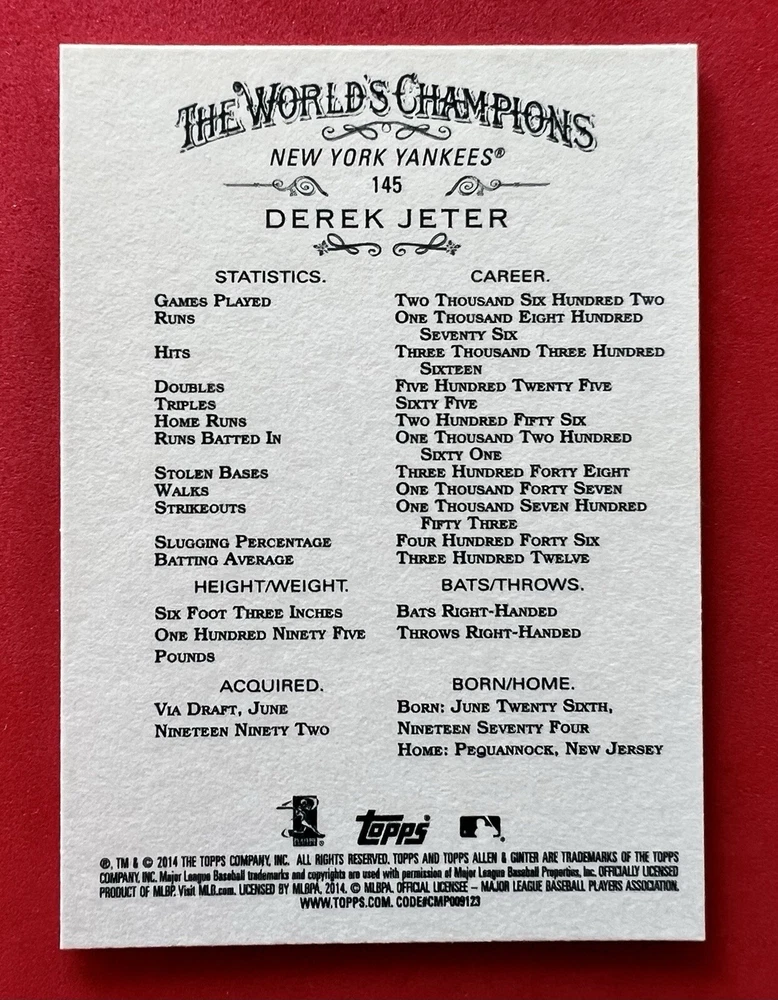 THE WORLD'S CHAMPIONS
NEW YORK YANKEES®
145
DEREK JETER
STATISTICS. CAREER.
GAMES PLAYED TWO THOUSAND SIX HUNDRED TWO
RUNS ONE THOUSAND EIGHT HUNDRED
SEVENTY SIX
HITS THREE THOUSAND THREE HUNDRED
SIXTEEN
DOUBLES FIVE HUNDRED TWENTY FIVE
TRIPLES SIXTY FIVE
HOME RUNS TWO HUNDRED FIFTY SIX
RUNS BATTED IN ONE THOUSAND TWO HUNDRED
SIXTY ONE
STOLEN BASES THREE HUNDRED FORTY EIGHT
WALKS ONE THOUSAND FORTY SEVEN
STRIKEOUTS ONE THOUSAND SEVEN HUNDRED
FIFTY THREE
SLUGGING PERCENTAGE FOUR HUNDRED FORTY SIX
BATTING AVERAGE THREE HUNDRED TWELVE
HEIGHT/WEIGHT. BATS/THROWS.
SIX FOOT THREE INCHES BATS RIGHT-HANDED
ONE HUNDRED NINETY FIVE THROWS RIGHT-HANDED
POUNDS
ACQUIRED. BORN/HOME.
VIA DRAFT, JUNE BORN: JUNE TWENTY SIXTH,
NINETEEN NINETY TWO NINETEEN SEVENTY FOUR
HOME: PEQUANNOCK, NEW JERSEY
topps®
®, TM & © 2014 THE TOPPS COMPANY, INC. ALL RIGHTS RESERVED. TOPPS AND TOPPS ALLEN & GINTER ARE TRADEMARKS OF THE TOPPS
COMPANY, INC. Major League Baseball trademarks and copyrights are used with permission of Major League Baseball Properties, Inc. OFFICIALLY LICENSED
PRODUCT OF MLBP. Visit MLB.com. LICENSED BY MLBPA, 2014. © MLBPA. OFFICIAL LICENSEE – MAJOR LEAGUE BASEBALL PLAYERS ASSOCIATION.
WWW.TOPPS.COM. CODE#CMP009123